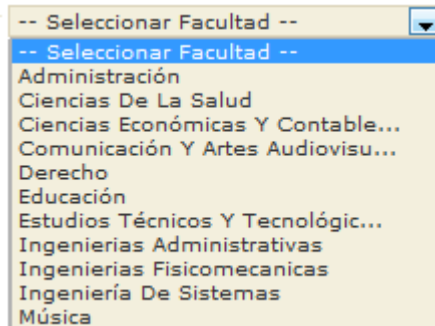 -- Seleccionar Facultad --
-- Seleccionar Facultad --
Administración
Ciencias De La Salud
Ciencias Económicas Y Contable...
Comunicación Y Artes Audiovisu...
Derecho
Educación
Estudios Técnicos Y Tecnológic...
Ingenierias Administrativas
Ingenierias Fisicomecanicas
Ingeniería De Sistemas
Música